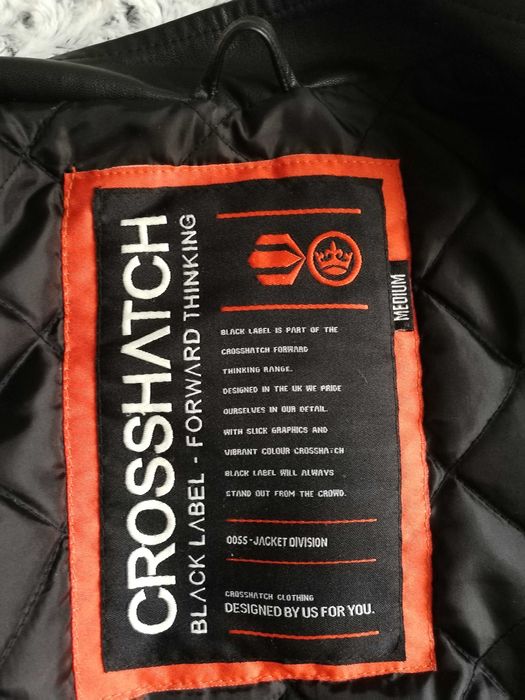 CROSSHATCH
BLACK LABEL - FORWARD THINKING
BLACK LABEL IS PART OF THE
CROSSHATCH FORWARD
THINKING RANGE.
DESIGNED IN THE UK WE PRIDE
OURSELVES IN OUR DETAIL.
WITH SLICK GRAPHICS AND
VIBRANT COLOUR CROSSHATCH
BLACK LABEL WILL ALWAYS
STAND OUT FROM THE CROWD.
0055-JACKET DIVISION
CROSSHATCH CLOTHING
DESIGNED BY US FOR YOU.
MEDIUM